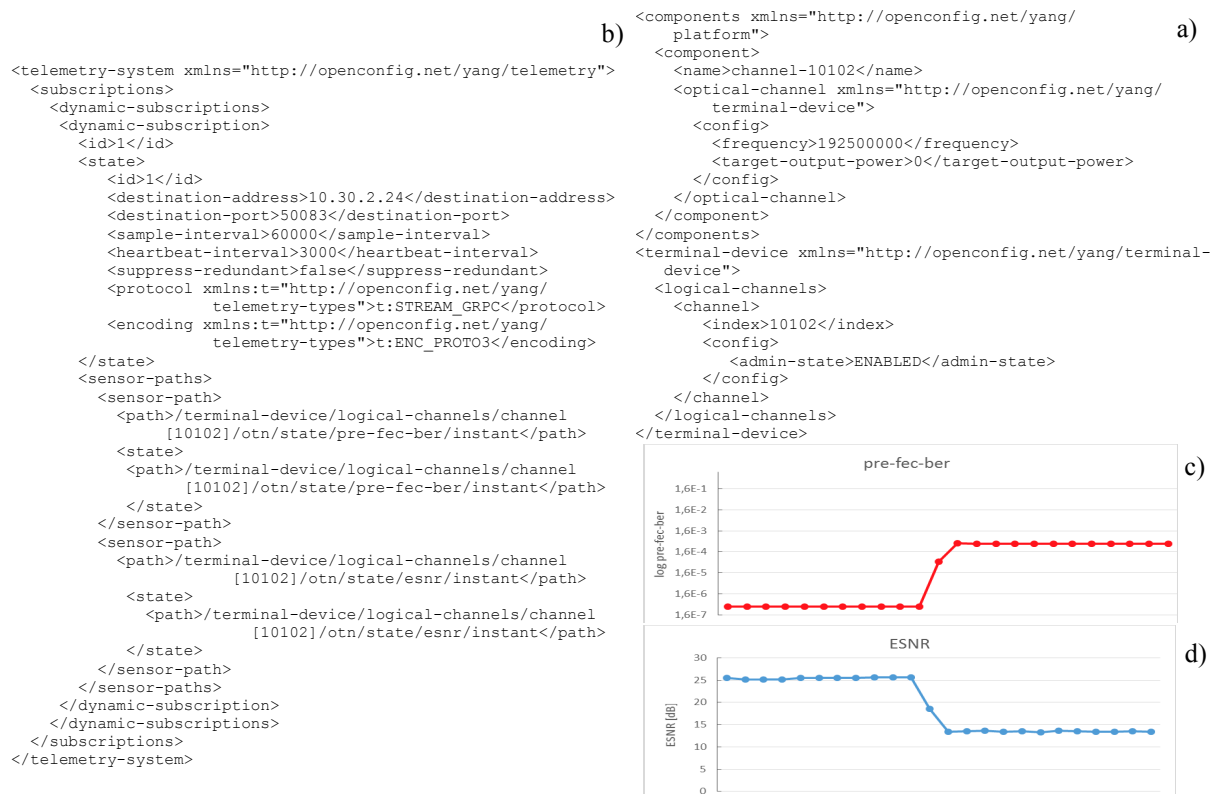 b)
<telemetry-system xmlns="http://openconfig.net/yang/telemetry">
<subscriptions>
<dynamic-subscriptions>
<dynamic-subscription>
<id>1</id>
<state>
<id>1</id>
<destination-address>10.30.2.24</destination-address>
<destination-port>50083</destination-port>
<sample-interval>60000</sample-interval>
<heartbeat-interval>3000</heartbeat-interval>
<suppress-redundant>false</suppress-redundant>
<protocol xmlns:t="http://openconfig.net/yang/
telemetry-types">t:STREAM_GRPC</protocol>
<encoding xmlns:t="http://openconfig.net/yang/
telemetry-types">t:ENC_PROTO3</encoding>
</state>
<sensor-paths>
<sensor-path>
<path>/terminal-device/logical-channels/channel
[10102]/otn/state/pre-fec-ber/instant</path>
<state>
<path>/terminal-device/logical-channels/channel
[10102]/otn/state/pre-fec-ber/instant</path>
</state>
</sensor-path>
<sensor-path>
<path>/terminal-device/logical-channels/channel
[10102]/otn/state/esnr/instant</path>
<state>
<path>/terminal-device/logical-channels/channel
[10102]/otn/state/esnr/instant</path>
</state>
</sensor-path>
</sensor-paths>
</dynamic-subscription>
</dynamic-subscriptions>
</subscriptions>
</telemetry-system>
a)
<components xmlns="http://openconfig.net/yang/
platform">
<component>
<name>channel-10102</name>
<optical-channel xmlns="http://openconfig.net/yang/
terminal-device">
<config>
<frequency>192500000</frequency>
<target-output-power>0</target-output-power>
</config>
</optical-channel>
</component>
</components>
<terminal-device xmlns="http://openconfig.net/yang/terminal-
device">
<logical-channels>
<channel>
<index>10102</index>
<config>
<admin-state>ENABLED</admin-state>
</config>
</channel>
</logical-channels>
</terminal-device>
c)
pre-fec-ber
log pre-fec-ber
1,6E-1
1,6E-2
1,6E-3
1,6E-4
1,6E-5
1,6E-6
1,6E-7
d)
ESNR
ESNR [dB]
30
25
20
15
10
5
0